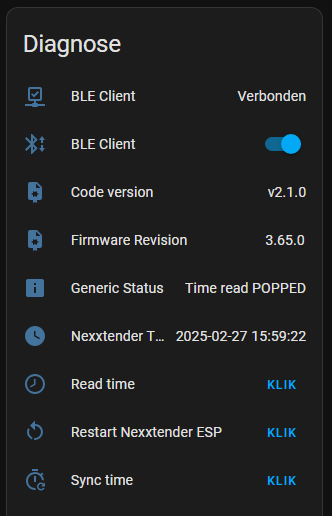 Diagnose
BLE Client Verbonden
BLE Client
Code version v2.1.0
Firmware Revision 3.65.0
Generic Status Time read POPPED
Nexxtender T... 2025-02-27 15:59:22
Read time KLIK
Restart Nexxtender ESP KLIK
Sync time KLIK